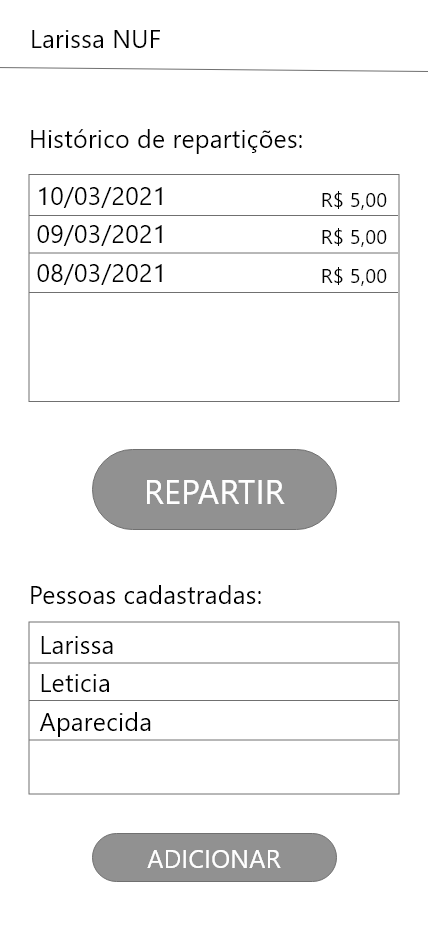 Larissa NUF
Histórico de repartições:
10/03/2021 R$ 5,00
09/03/2021 R$ 5,00
08/03/2021 R$ 5,00
REPARTIR
Pessoas cadastradas:
Larissa
Leticia
Aparecida
ADICIONAR